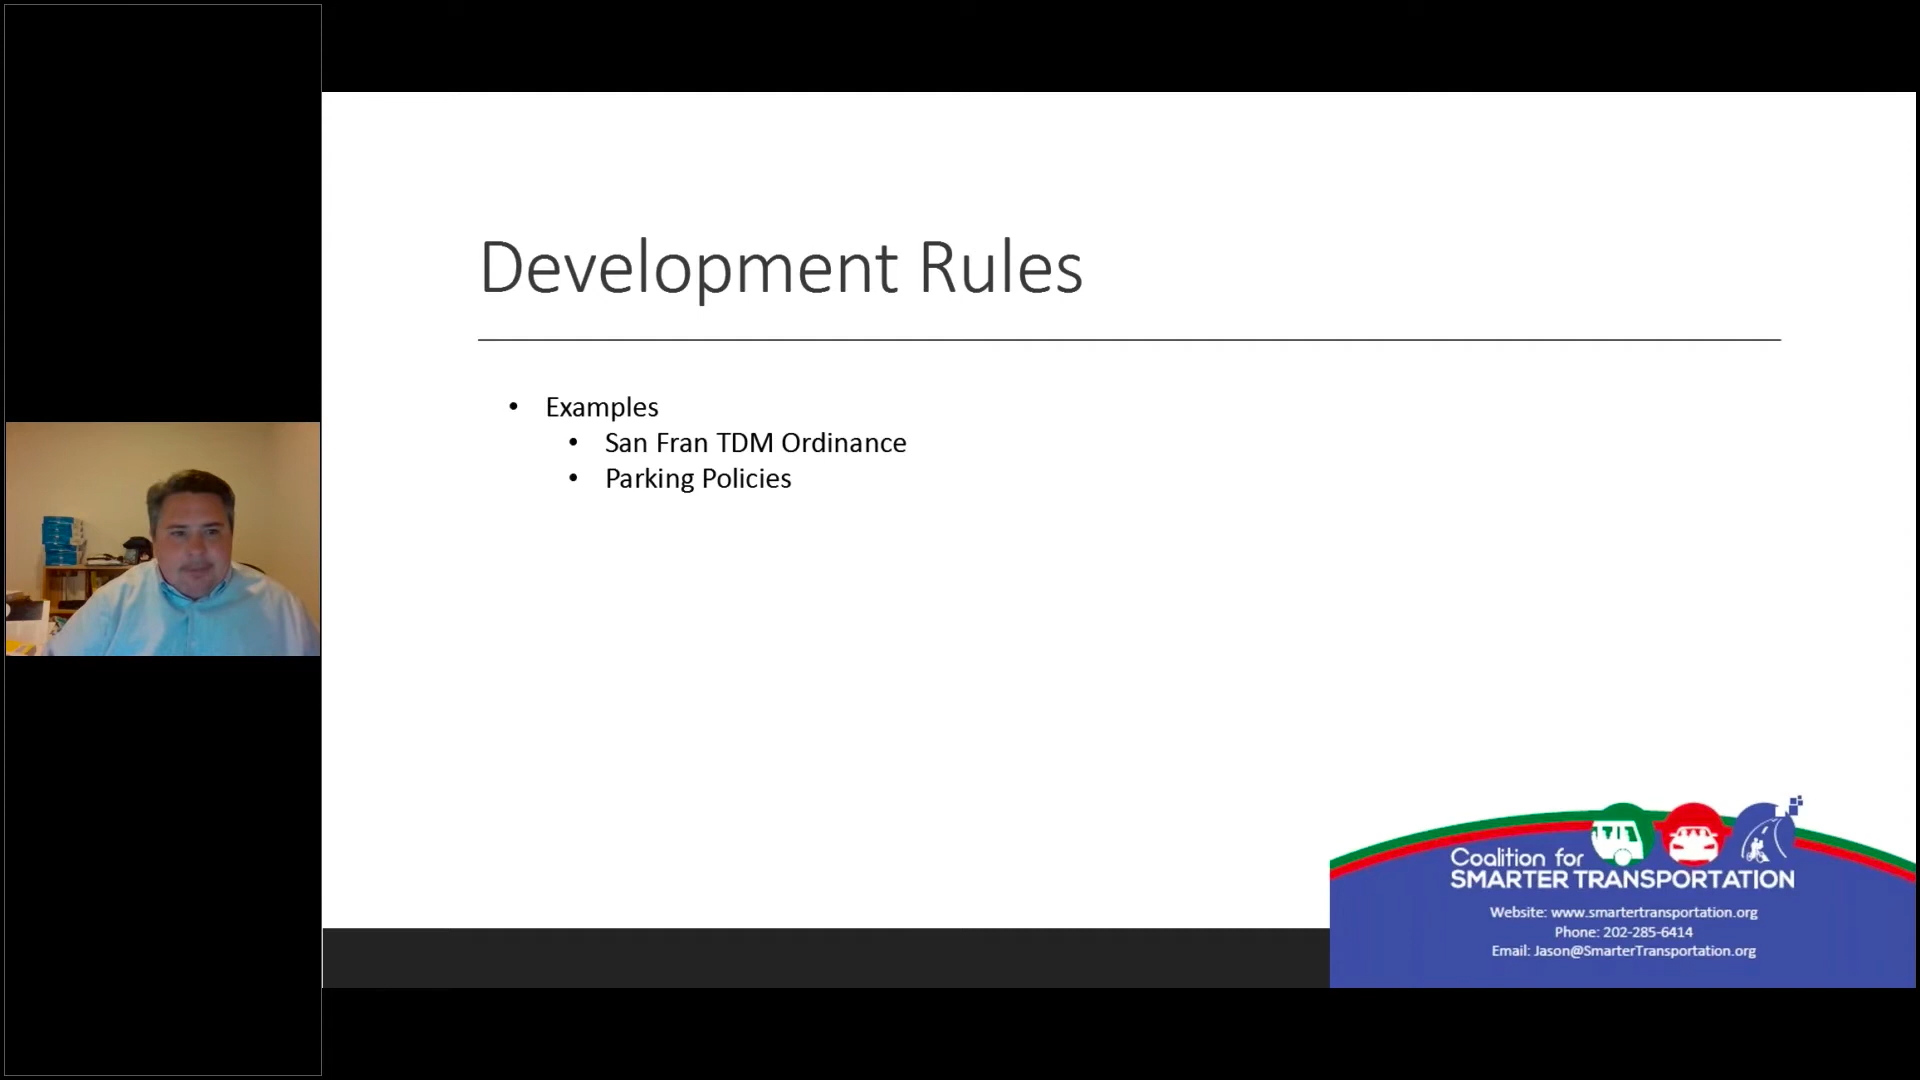 Development Rules
• Examples
• San Fran TDM Ordinance
• Parking Policies
Coalition for
SMARTER TRANSPORTATION
Website: www.smartertransportation.org
Phone: 202-285-6414
Email: Jason@SmarterTransportation.org